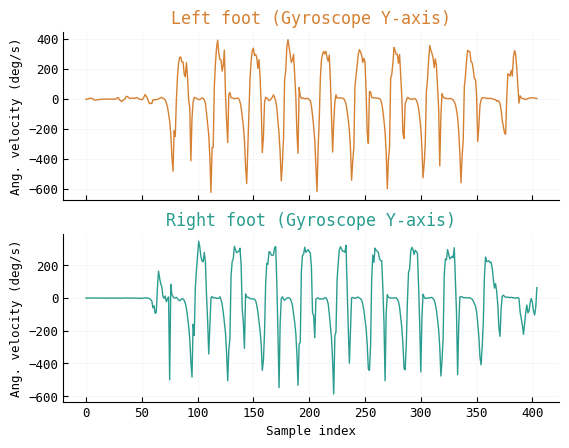 Left foot (Gyroscope Y-axis)
400
200
0
−200
−400
−600
Ang. velocity (deg/s)
Right foot (Gyroscope Y-axis)
200
0
−200
−400
−600
Ang. velocity (deg/s)
0 50 100 150 200 250 300 350 400
Sample index